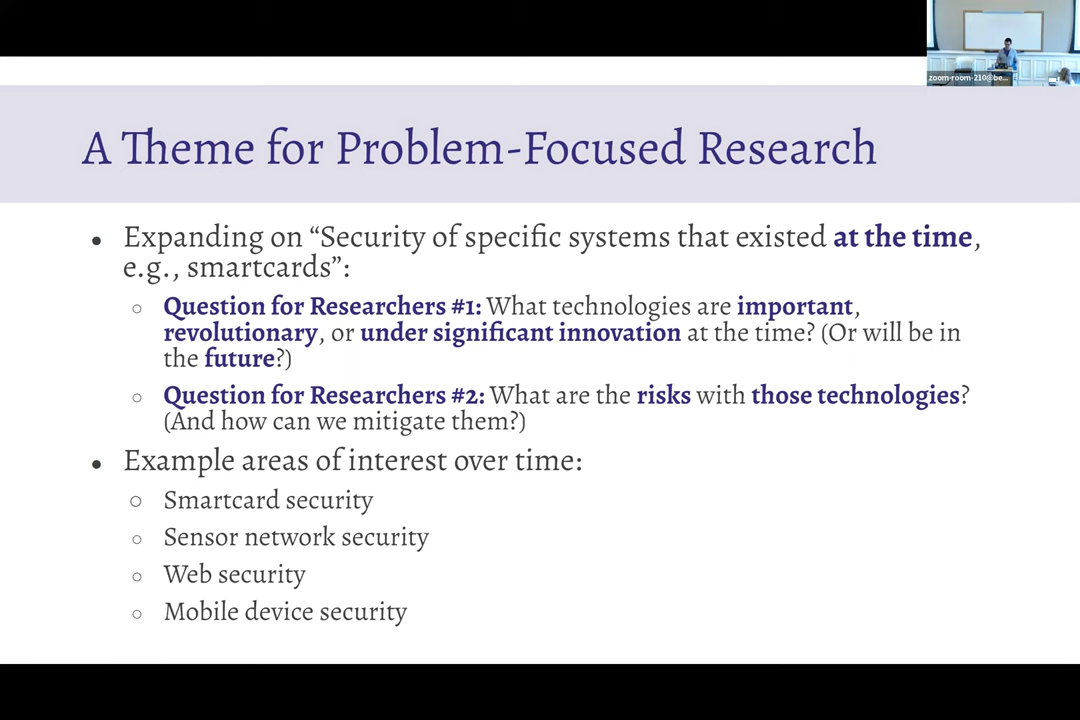 zoom-room-210@be...
A Theme for Problem-Focused Research
• Expanding on “Security of specific systems that existed at the time,
e.g., smartcards”:
○ Question for Researchers #1: What technologies are important,
revolutionary, or under significant innovation at the time? (Or will be in
the future?)
○ Question for Researchers #2: What are the risks with those technologies?
(And how can we mitigate them?)
• Example areas of interest over time:
○ Smartcard security
○ Sensor network security
○ Web security
○ Mobile device security